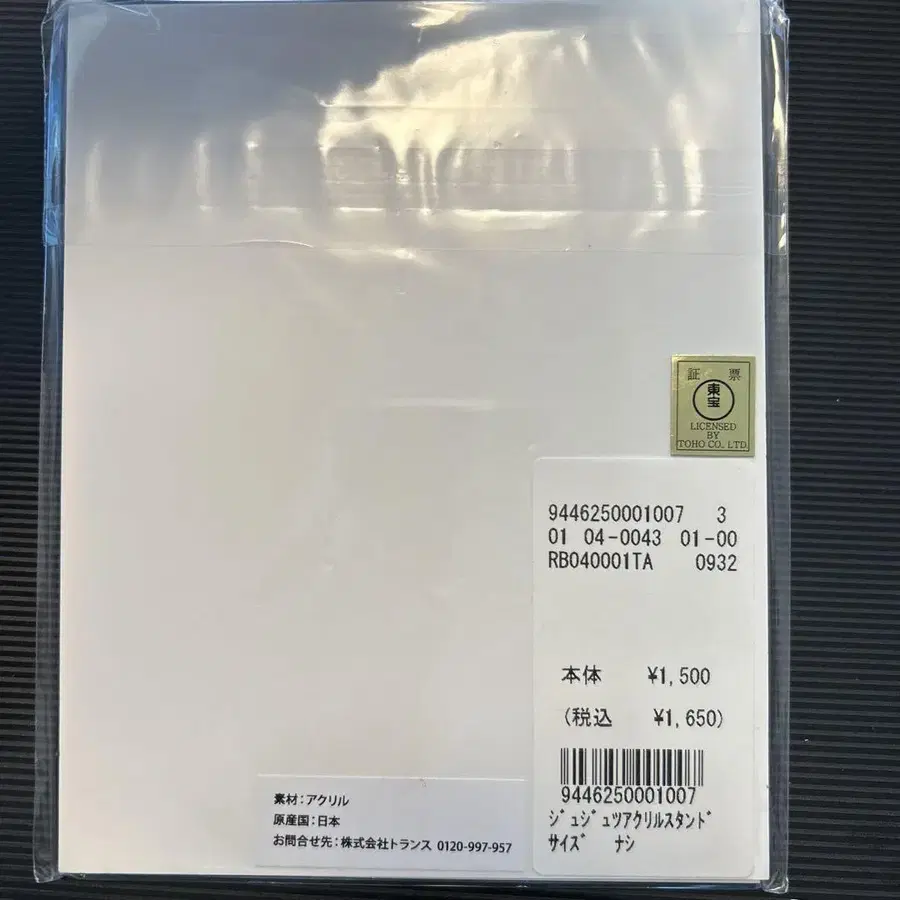 証 票
東宝
LICENSED
BY
TOHO CO., LTD.
9446250001007 3
01 04-0043 01-00
RB040001TA 0932
本体 ¥1,500
(税込 ¥1,650)
9446250001007
ｼﾞｭｼﾞｭﾂアクリルスタンﾄﾞ
サイｽﾞ ナシ
素材:アクリル
原産国:日本
お問合せ先:株式会社トランス 0120-997-957